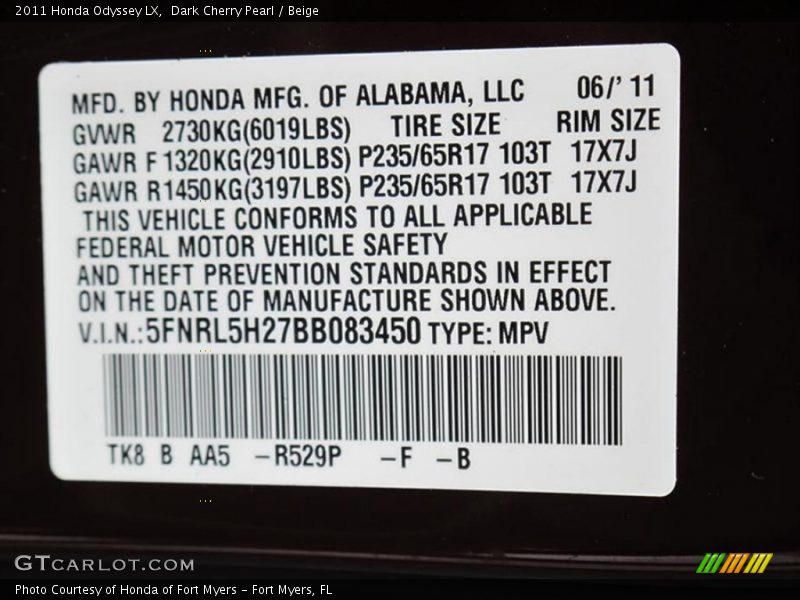 2011 Honda Odyssey LX, Dark Cherry Pearl / Beige
MFD. BY HONDA MFG. OF ALABAMA, LLC 06/' 11
GVWR 2730KG(6019LBS) TIRE SIZE RIM SIZE
GAWR F 1320KG(2910LBS) P235/65R17 103T 17X7J
GAWR R1450KG(3197LBS) P235/65R17 103T 17X7J
THIS VEHICLE CONFORMS TO ALL APPLICABLE
FEDERAL MOTOR VEHICLE SAFETY
AND THEFT PREVENTION STANDARDS IN EFFECT
ON THE DATE OF MANUFACTURE SHOWN ABOVE.
V.I.N.:5FNRL5H27BB083450 TYPE: MPV
TK8 B AA5 -R529P -F -B
GTCARLOT.COM
Photo Courtesy of Honda of Fort Myers - Fort Myers, FL